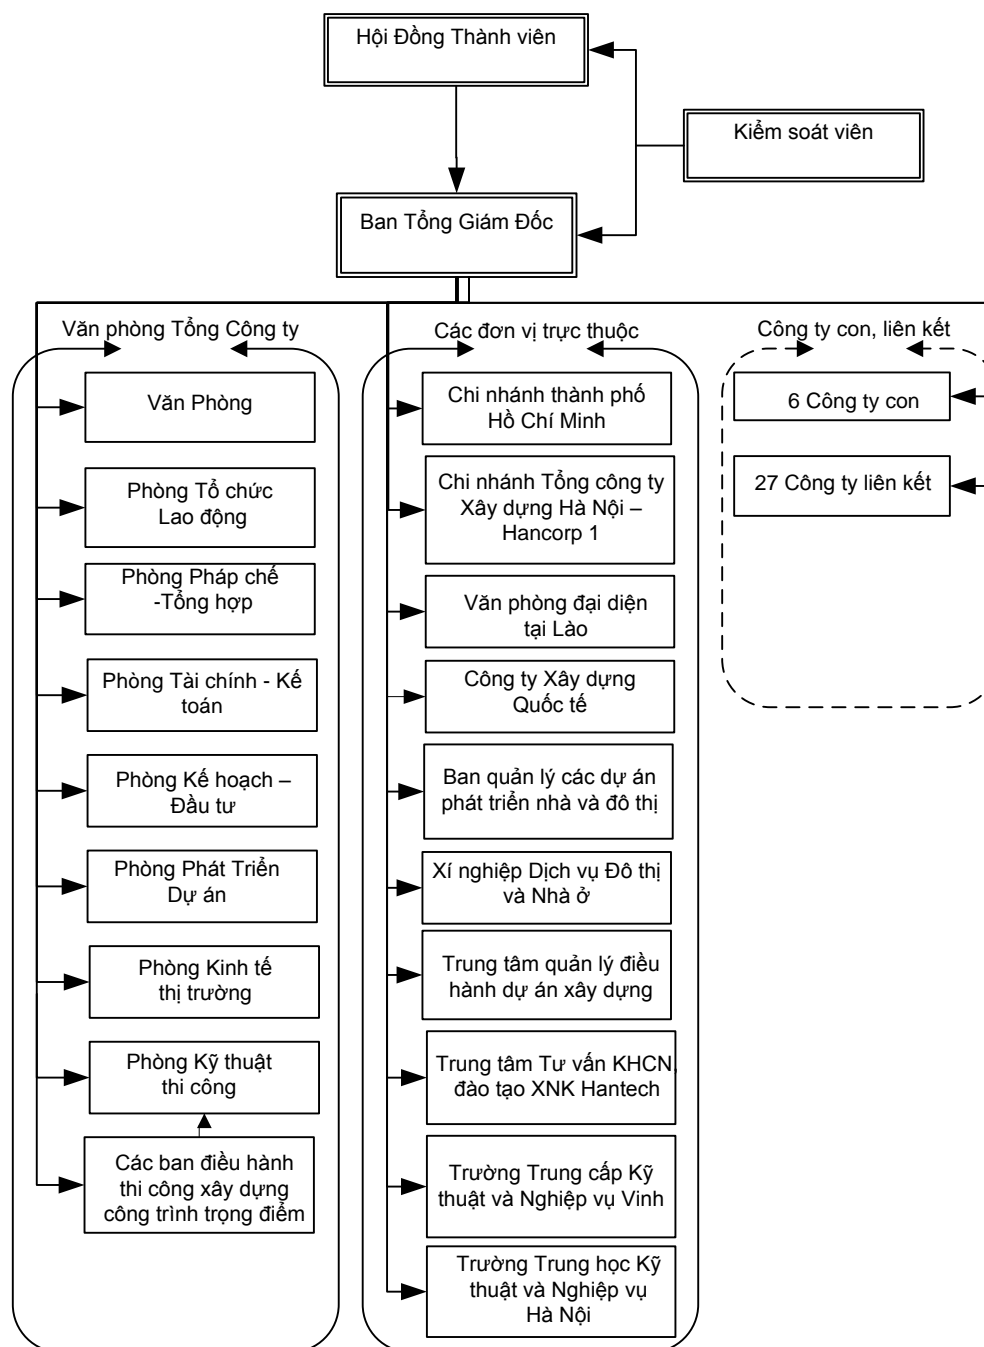 Hội Đồng Thành viên
Kiểm soát viên
Ban Tổng Giám Đốc
Văn phòng Tổng Công ty
Văn Phòng
Phòng Tổ chức
Lao động
Phòng Pháp chế
-Tổng hợp
Phòng Tài chính - Kế
toán
Phòng Kế hoạch –
Đầu tư
Phòng Phát Triển
Dự án
Phòng Kinh tế
thị trường
Phòng Kỹ thuật
thi công
Các ban điều hành
thi công xây dựng
công trình trọng điểm
Các đơn vị trực thuộc
Chi nhánh thành phố
Hồ Chí Minh
Chi nhánh Tổng công ty
Xây dựng Hà Nội –
Hancorp 1
Văn phòng đại diện
tại Lào
Công ty Xây dựng
Quốc tế
Ban quản lý các dự án
phát triển nhà và đô thị
Xí nghiệp Dịch vụ Đô thị
và Nhà ở
Trung tâm quản lý điều
hành dự án xây dựng
Trung tâm Tư vấn KHCN,
đào tạo XNK Hantech
Trường Trung cấp Kỹ
thuật và Nghiệp vụ Vinh
Trường Trung học Kỹ
thuật và Nghiệp vụ
Hà Nội
Công ty con, liên kết
6 Công ty con
27 Công ty liên kết